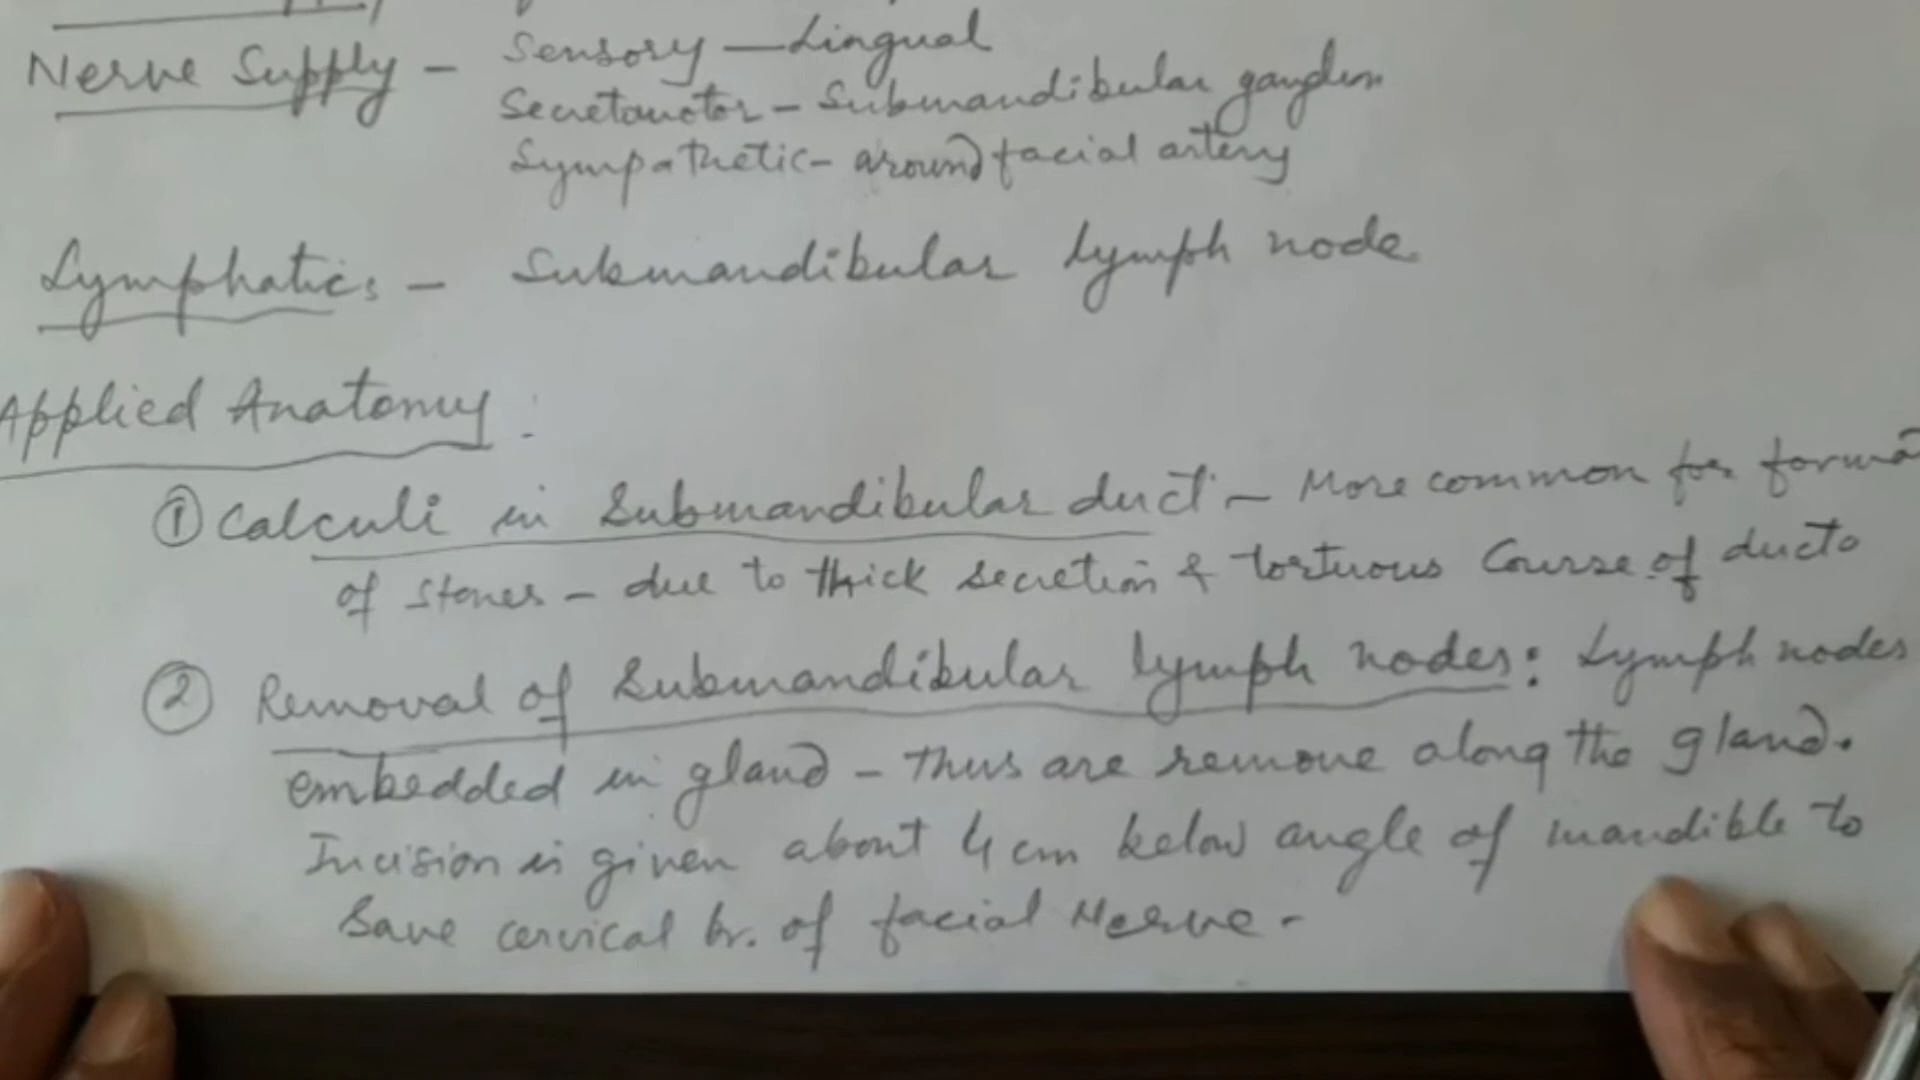 Nerve Supply - Sensory - Lingual
Secretomotor - Submandibular ganglion
Sympathetic - around facial artery
Lymphatics - Submandibular lymph node
Applied Anatomy :
① Calculi in Submandibular duct - More common for forma
of stones - due to thick secretion & tortuous course of ducto
② Removal of Submandibular lymph nodes : Lymph nodes
embedded in gland - thus are remove along the gland.
Incision is given about 4 cm below angle of mandible to
Save cervical br. of facial Nerve -